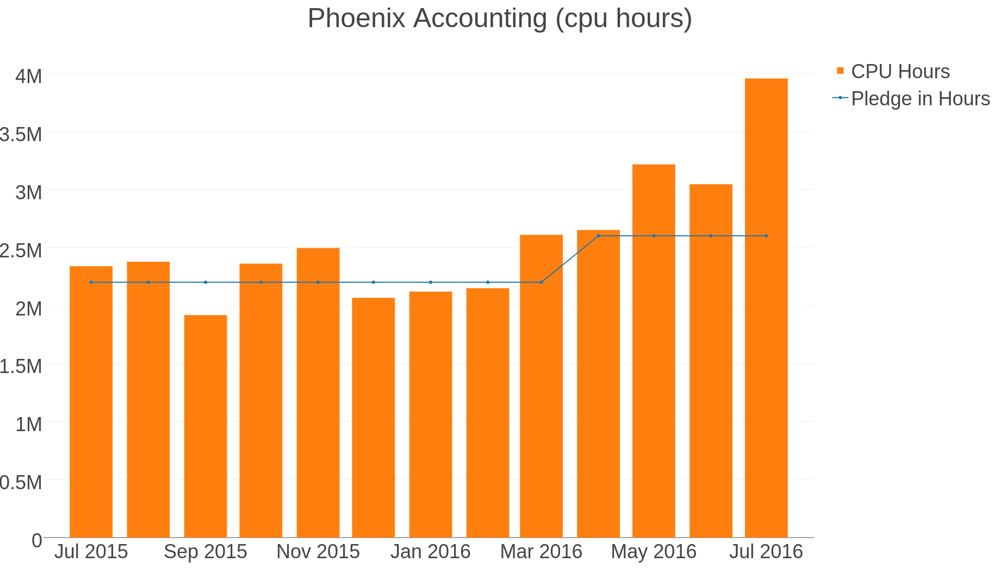 Phoenix Accounting (cpu hours)
CPU Hours
Pledge in Hours
4M
3.5M
3M
2.5M
2M
1.5M
1M
0.5M
0
Jul 2015 Sep 2015 Nov 2015 Jan 2016 Mar 2016 May 2016 Jul 2016